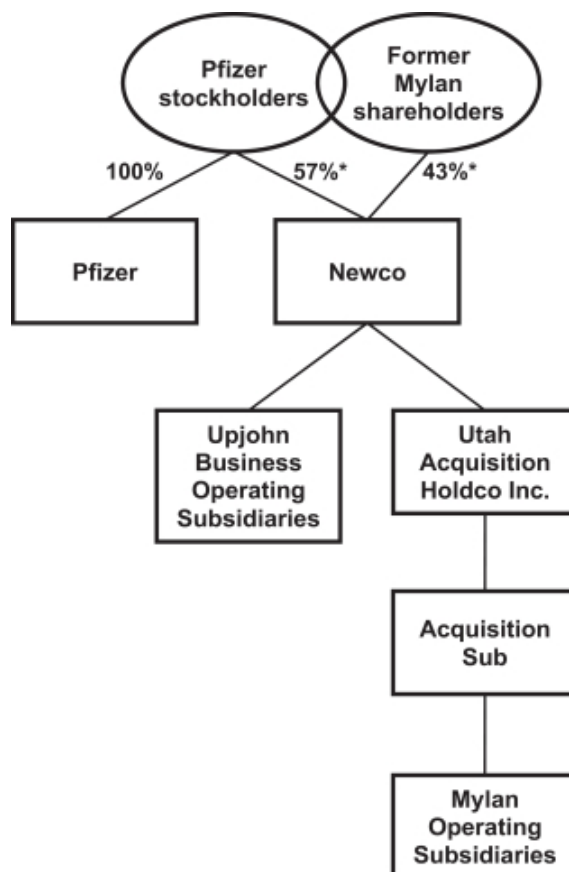 Pfizer
stockholders
Former
Mylan
shareholders
100%
57%*
43%*
Pfizer
Newco
Upjohn
Business
Operating
Subsidiaries
Utah
Acquisition
Holdco Inc.
Acquisition
Sub
Mylan
Operating
Subsidiaries